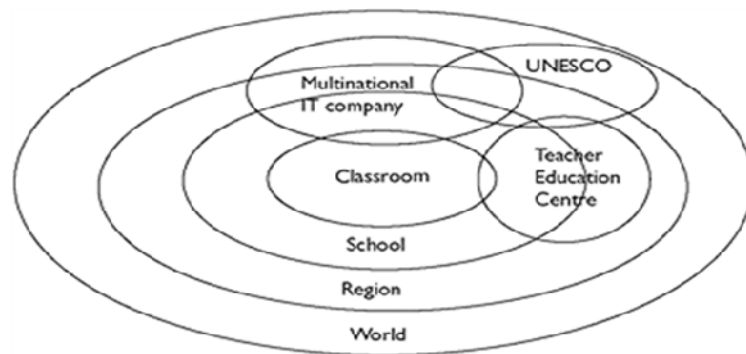 UNESCO
Multinational
IT company
Teacher
Education
Centre
Classroom
School
Region
World